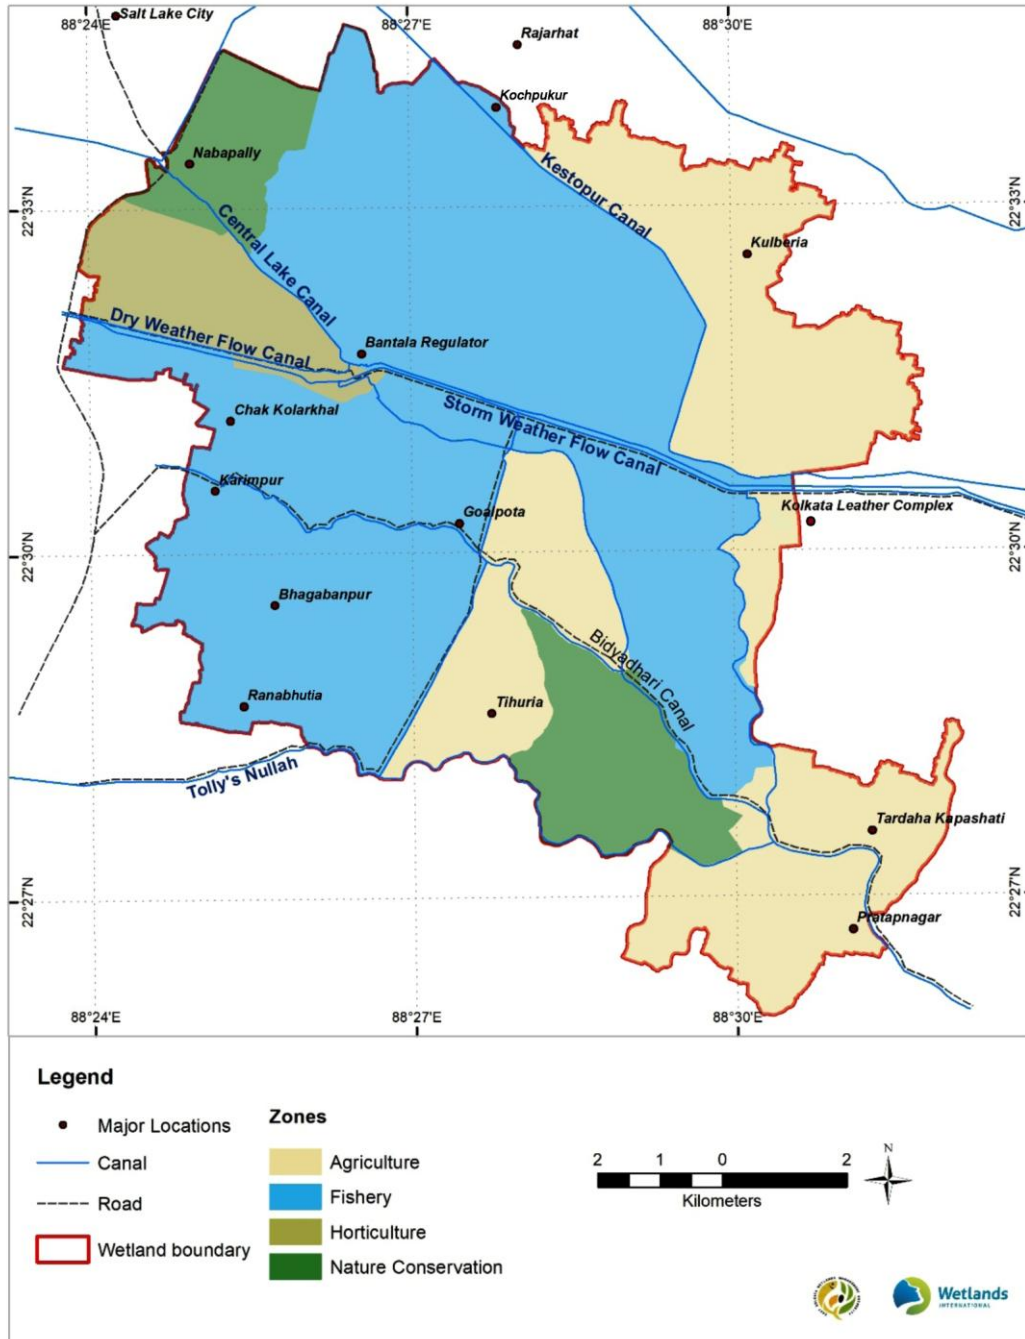 88°24'E
88°27'E
88°30'E
Salt Lake City
Rajarhat
Kochpukur
Nabapally
Kestopur Canal
22°33'N
22°33'N
Central Lake Canal
Kulberia
Dry Weather Flow Canal
Bantala Regulator
Chak Kolarkhal
Storm Weather Flow Canal
Karimpur
Goalpota
Kolkata Leather Complex
22°30'N
22°30'N
Bhagabanpur
Bidyadhari Canal
Ranabhutia
Tihuria
Tolly's Nullah
Tardaha Kapashati
22°27'N
22°27'N
Pratapnagar
88°24'E
88°27'E
88°30'E
Legend
Major Locations
Canal
Road
Wetland boundary
Zones
Agriculture
Fishery
Horticulture
Nature Conservation
2 1 0 2
Kilometers
N
Wetlands
INTERNATIONAL